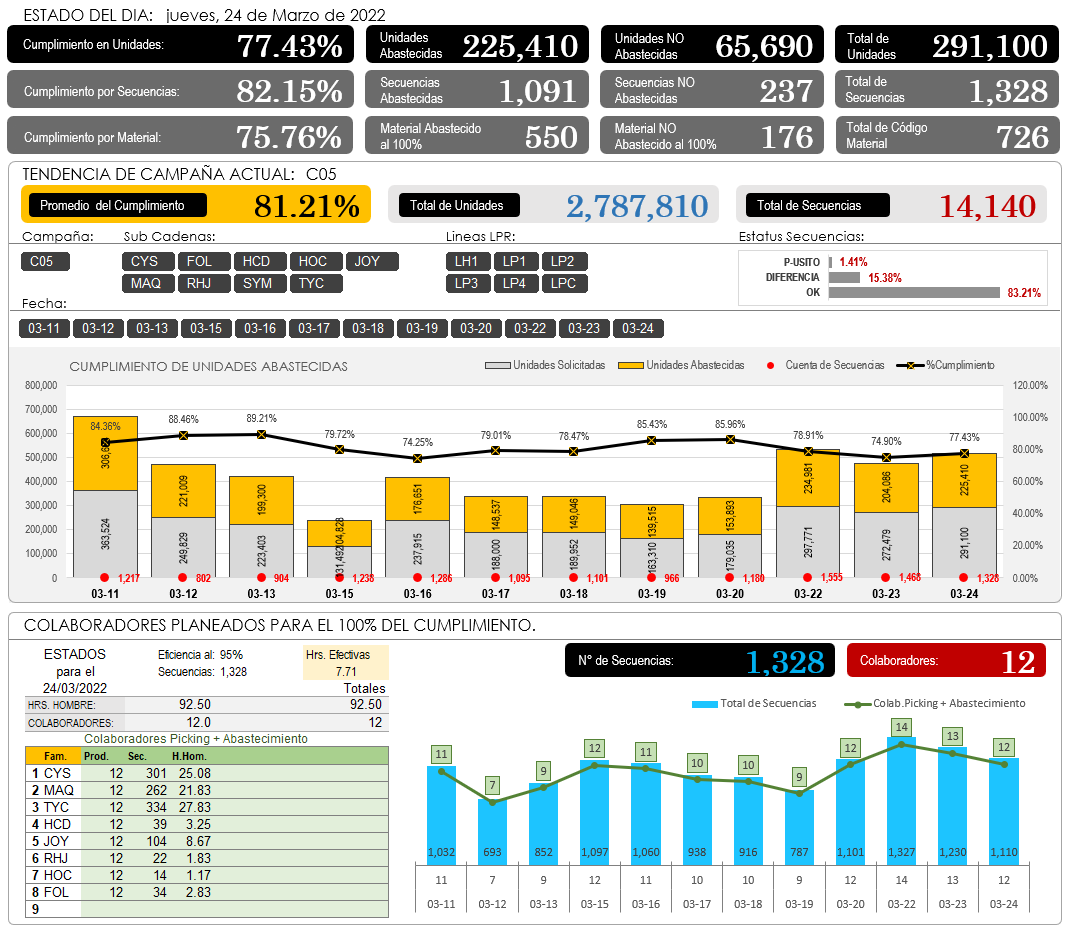 ESTADO DEL DIA: jueves, 24 de Marzo de 2022
Cumplimiento en Unidades: 77.43% Unidades Abastecidas 225,410 Unidades NO Abastecidas 65,690 Total de Unidades 291,100
Cumplimiento por Secuencias: 82.15% Secuencias Abastecidas 1,091 Secuencias NO Abastecidas 237 Total de Secuencias 1,328
Cumplimiento por Material: 75.76% Material Abastecido al 100% 550 Material NO Abastecido al 100% 176 Total de Código Material 726
TENDENCIA DE CAMPAÑA ACTUAL: C05
Promedio del Cumplimiento 81.21% Total de Unidades 2,787,810 Total de Secuencias 14,140
Campaña: Sub Cadenas: Lineas LPR: Estatus Secuencias:
C05 CYS FOL HCD HOC JOY LH1 LP1 LP2
MAQ RHJ SYM TYC LP3 LP4 LPC
P-USITO 1.41%
DIFERENCIA 15.38%
OK 83.21%
Fecha:
03-11 03-12 03-13 03-15 03-16 03-17 03-18 03-19 03-20 03-22 03-23 03-24
CUMPLIMIENTO DE UNIDADES ABASTECIDAS
Unidades Solicitadas Unidades Abastecidas Cuenta de Secuencias %Cumplimiento
800,000
700,000
600,000
500,000
400,000
300,000
200,000
100,000
0
120.00%
100.00%
80.00%
60.00%
40.00%
20.00%
0.00%
84.36% 88.46% 89.21% 79.72% 74.25% 79.01% 78.47% 85.43% 85.96% 78.91% 74.90% 77.43%
221,009 199,300 104,828 176,651 148,537 149,046 139,515 153,893 234,981 204,086 225,410
363,524 249,829 223,403 131,492 237,915 188,000 189,952 163,310 179,035 297,771 272,479 291,100
1,217 802 904 1,238 1,286 1,095 1,101 966 1,180 1,555 1,468 1,328
03-11 03-12 03-13 03-15 03-16 03-17 03-18 03-19 03-20 03-22 03-23 03-24
COLABORADORES PLANEADOS PARA EL 100% DEL CUMPLIMIENTO.
ESTADOS para el 24/03/2022
Eficiencia al: 95%
Secuencias: 1,328
Hrs. Efectivas
7.71
Totales
HRS. HOMBRE: 92.50 92.50
COLABORADORES: 12.0 12
Colaboradores Picking + Abastecimiento
Fam. Prod. Sec. H.Hom.
1 CYS 12 301 25.08
2 MAQ 12 262 21.83
3 TYC 12 334 27.83
4 HCD 12 39 3.25
5 JOY 12 104 8.67
6 RHJ 12 22 1.83
7 HOC 12 14 1.17
8 FOL 12 34 2.83
9
N° de Secuencias: 1,328 Colaboradores: 12
Total de Secuencias Colab.Picking + Abastecimiento
11 7 9 12 11 10 10 9 12 14 13 12
1,032 693 852 1,097 1,060 938 916 787 1,101 1,327 1,230 1,110
11 7 9 12 11 10 10 9 12 14 13 12
03-11 03-12 03-13 03-15 03-16 03-17 03-18 03-19 03-20 03-22 03-23 03-24